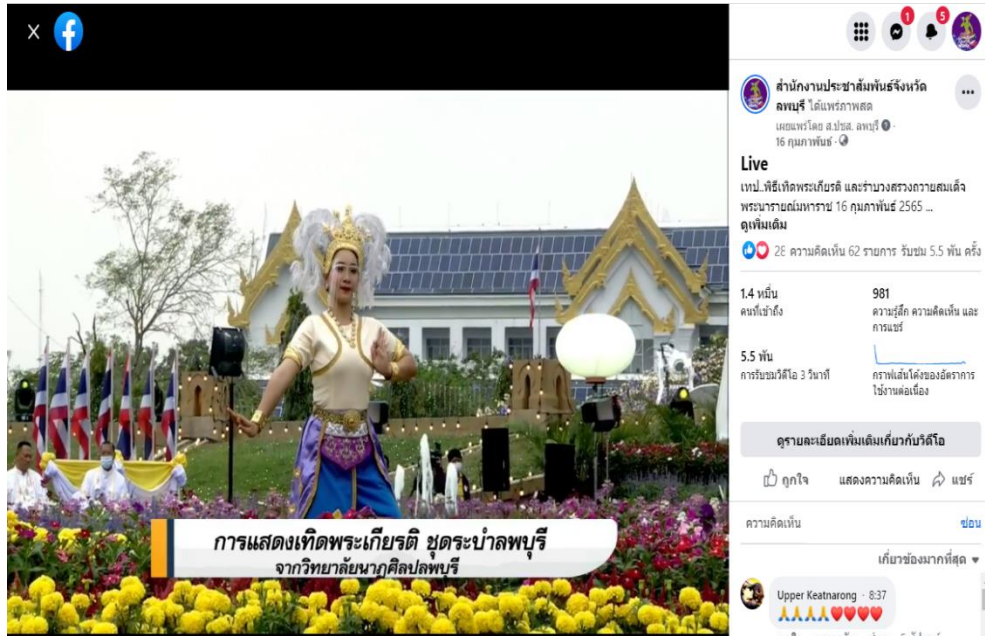 X
1
5
สำนักงานประชาสัมพันธ์จังหวัด
ลพบุรี ได้แพร่ภาพสด
เผยแพร่โดย ส.ปชส. ลพบุรี ·
16 กุมภาพันธ์ ·
Live
เทป..พิธีเทิดพระเกียรติ และรำบวงสรวงถวายสมเด็จ
พระนารายณ์มหาราช 16 กุมภาพันธ์ 2565 ...
ดูเพิ่มเติม
28 ความคิดเห็น 62 รายการ รับชม 5.5 พัน ครั้ง
1.4 หมื่น
คนที่เข้าถึง
981
ความรู้สึก ความคิดเห็น และ
การแชร์
5.5 พัน
การรับชมวิดีโอ 3 วินาที
กราฟเส้นโค้งของอัตราการ
ใช้งานต่อเนื่อง
ดูรายละเอียดเพิ่มเติมเกี่ยวกับวิดีโอ
ถูกใจ แสดงความคิดเห็น แชร์
ความคิดเห็น ซ่อน
เกี่ยวข้องมากที่สุด
Upper Keatnarong · 8:37
🙏🙏🙏🙏❤️❤️❤️❤️
การแสดงเทิดพระเกียรติ ชุดระบำลพบุรี
จากวิทยาลัยนาฏศิลปลพบุรี